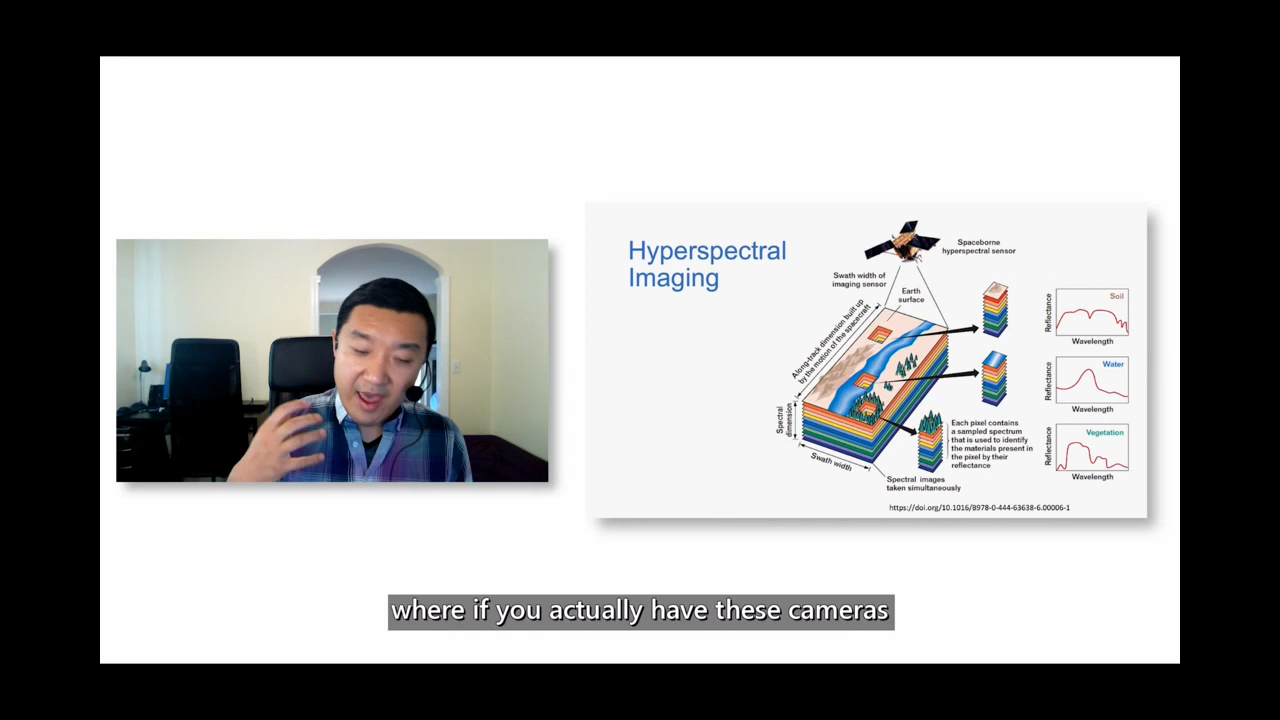 Hyperspectral
Imaging
Spaceborne
hyperspectral sensor
Swath width of
imaging sensor
Earth
surface
Along-track dimension built up
by the motion of the spacecraft
Spectral
dimension
Swath width
Spectral images
taken simultaneously
Each pixel contains
a sampled spectrum
that is used to identify
the materials present in
the pixel by their
reflectance
Soil
Reflectance
Wavelength
Water
Reflectance
Wavelength
Vegetation
Reflectance
Wavelength
https://doi.org/10.1016/B978-0-444-63638-6.00006-1
where if you actually have these cameras